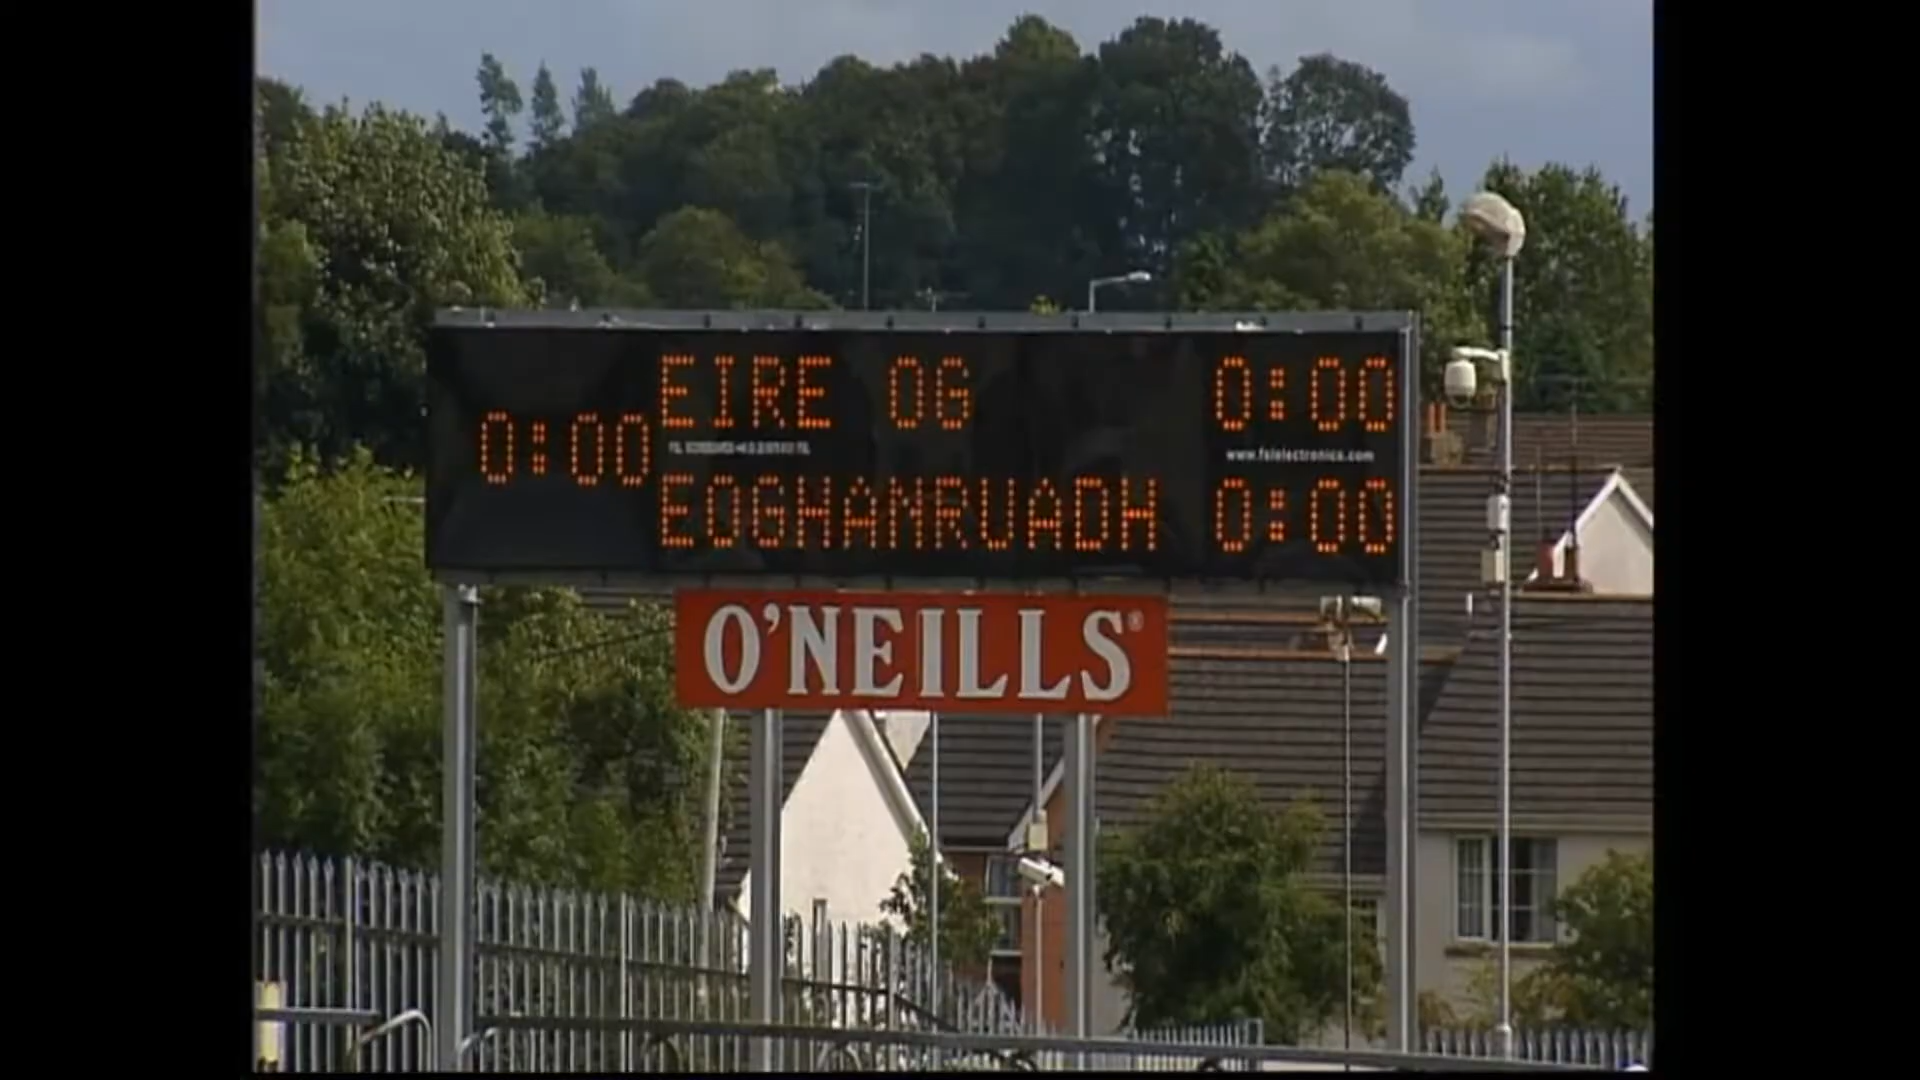 EIRE OG 0:00
0:00
www.fslelectronics.com
EOGHANRUADH 0:00
O'NEILLS®